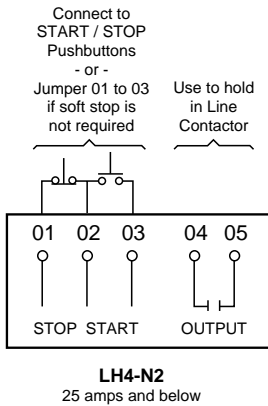 Connect to
START / STOP
Pushbuttons
- or -
Jumper 01 to 03
if soft stop is
not required
Use to hold
in Line
Contactor
01 02 03 04 05
STOP START OUTPUT
LH4-N2
25 amps and below